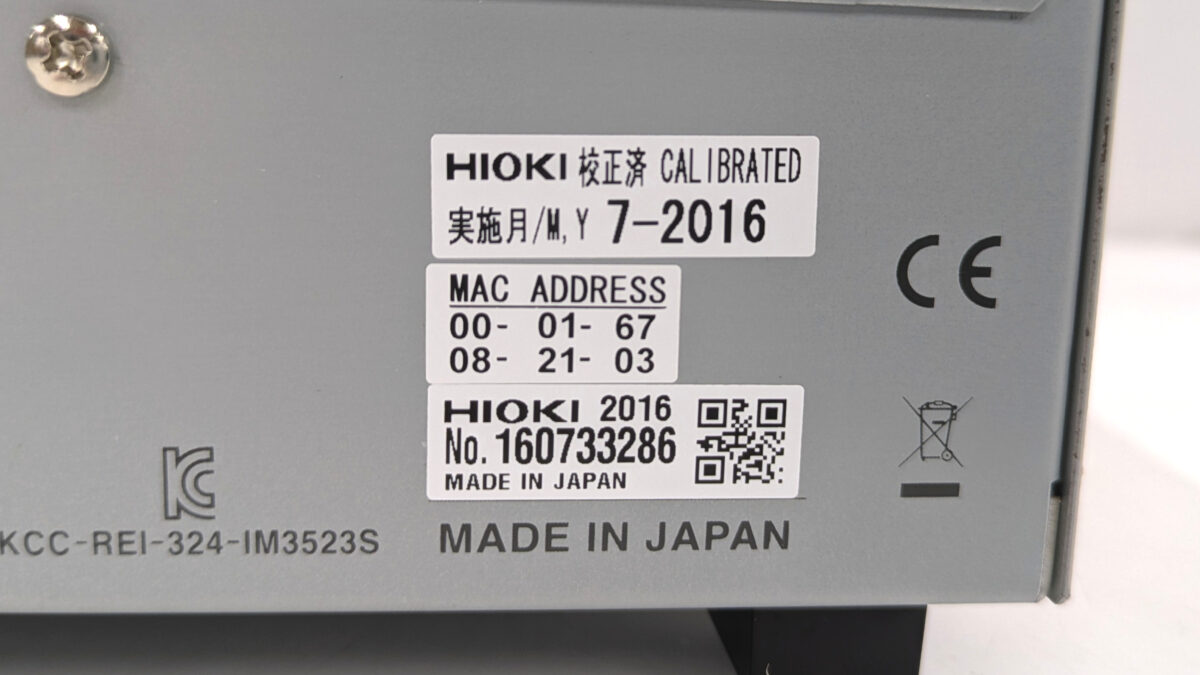 HIOKI 校正済 CALIBRATED
実施月/M,Y 7-2016
MAC ADDRESS
00- 01- 67
08- 21- 03
HIOKI 2016
No. 160733286
MADE IN JAPAN
CE
KC
KCC-REI-324-IM3523S
MADE IN JAPAN